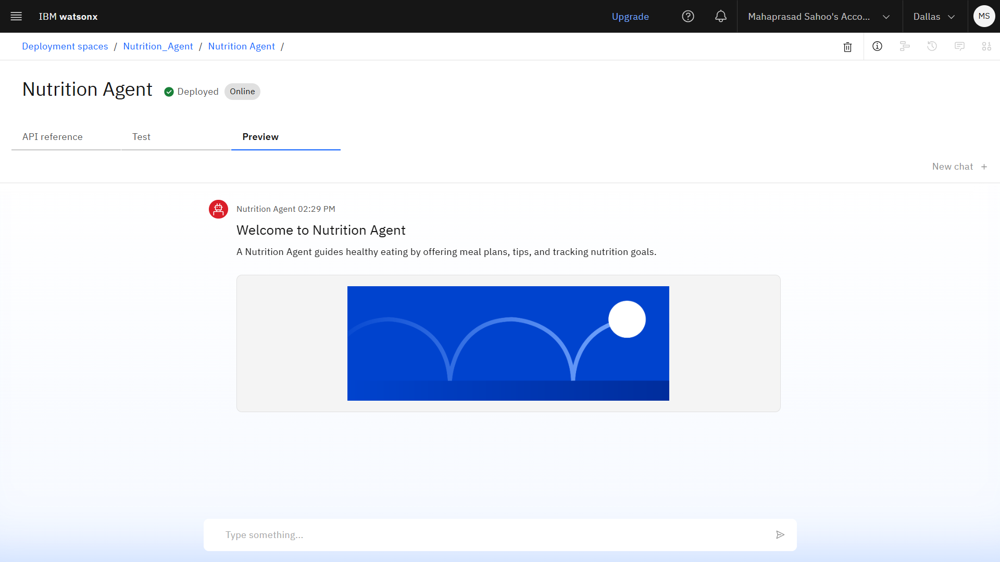 IBM watsonx
Upgrade
Mahaprasad Sahoo's Acco...
Dallas
MS
Deployment spaces / Nutrition_Agent / Nutrition Agent /
Nutrition Agent
Deployed
Online
API reference
Test
Preview
New chat +
Nutrition Agent 02:29 PM
Welcome to Nutrition Agent
A Nutrition Agent guides healthy eating by offering meal plans, tips, and tracking nutrition goals.
Type something...